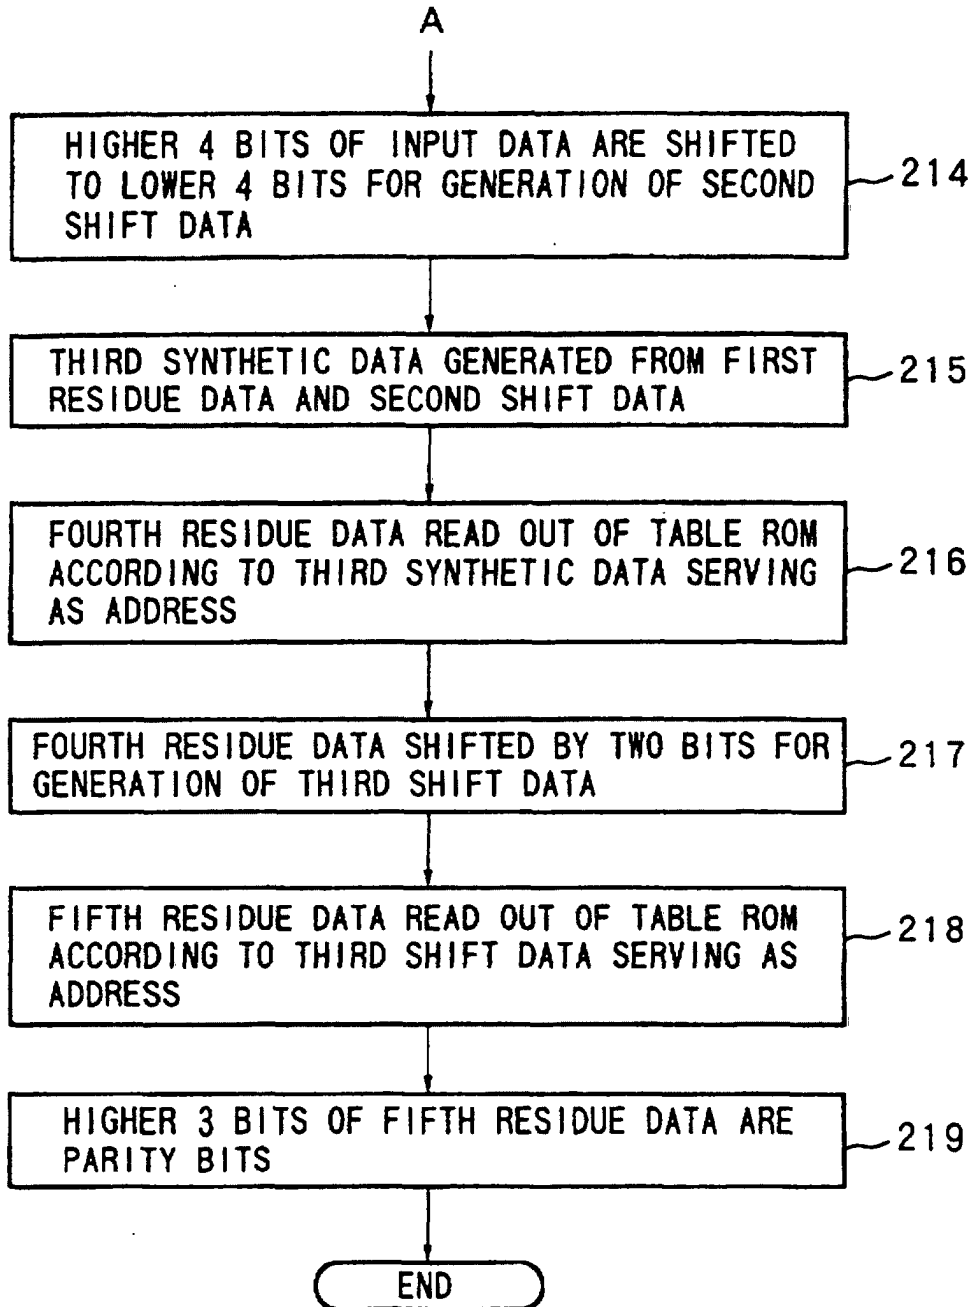 A
HIGHER 4 BITS OF INPUT DATA ARE SHIFTED
TO LOWER 4 BITS FOR GENERATION OF SECOND
SHIFT DATA
214
THIRD SYNTHETIC DATA GENERATED FROM FIRST
RESIDUE DATA AND SECOND SHIFT DATA
215
FOURTH RESIDUE DATA READ OUT OF TABLE ROM
ACCORDING TO THIRD SYNTHETIC DATA SERVING
AS ADDRESS
216
FOURTH RESIDUE DATA SHIFTED BY TWO BITS FOR
GENERATION OF THIRD SHIFT DATA
217
FIFTH RESIDUE DATA READ OUT OF TABLE ROM
ACCORDING TO THIRD SHIFT DATA SERVING AS
ADDRESS
218
HIGHER 3 BITS OF FIFTH RESIDUE DATA ARE
PARITY BITS
219
END